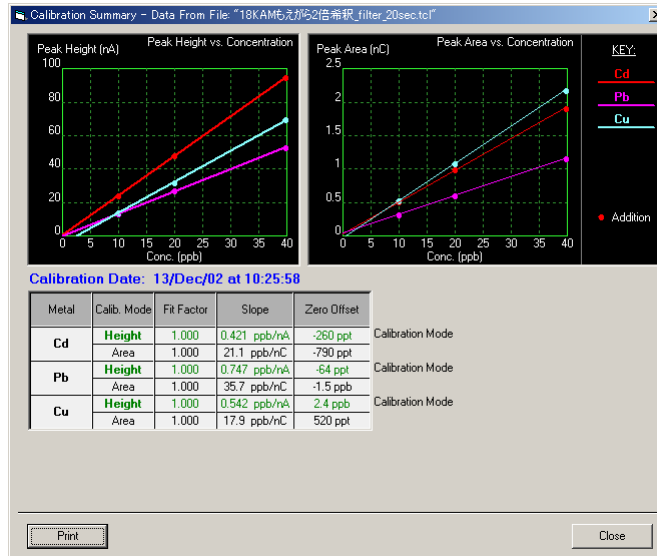 Calibration Summary - Data From File: "18KAMもえがら2倍希釈_filter_20sec.tcl"
Peak Height (nA) Peak Height vs. Concentration
100
80
60
40
20
0
0 5 10 15 20 25 30 35 40
Conc. (ppb)
Peak Area (nC) Peak Area vs. Concentration
2.5
2
1.5
1
0.5
0
0 5 10 15 20 25 30 35 40
Conc. (ppb)
KEY:
Cd
Pb
Cu
Addition
Calibration Date: 13/Dec/02 at 10:25:58
Metal Calib. Mode Fit Factor Slope Zero Offset
Cd
Height 1.000 0.421 ppb/nA -260 ppt Calibration Mode
Area 1.000 21.1 ppb/nC -790 ppt
Pb
Height 1.000 0.747 ppb/nA -64 ppt Calibration Mode
Area 1.000 35.7 ppb/nC -1.5 ppb
Cu
Height 1.000 0.542 ppb/nA 2.4 ppb Calibration Mode
Area 1.000 17.9 ppb/nC 520 ppt
Print Close